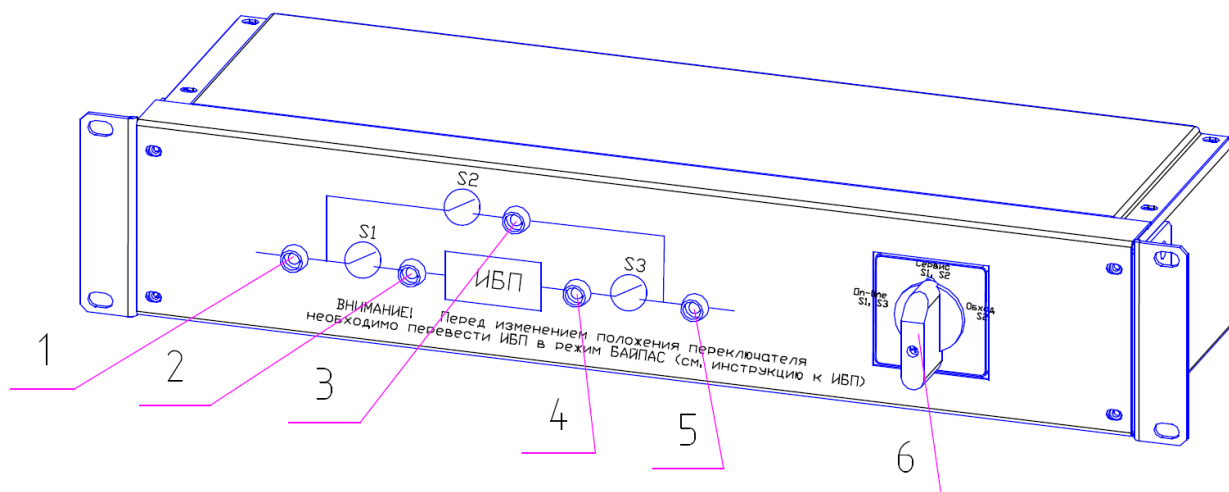 S2
S1
ИБП
S3
ВНИМАНИЕ! Перед изменением положения переключателя
необходимо перевести ИБП в режим БАЙПАС (см. инструкцию к ИБП)
Сервис
S1, S2
On-line
S1, S3
Обход
S2
1
2
3
4
5
6